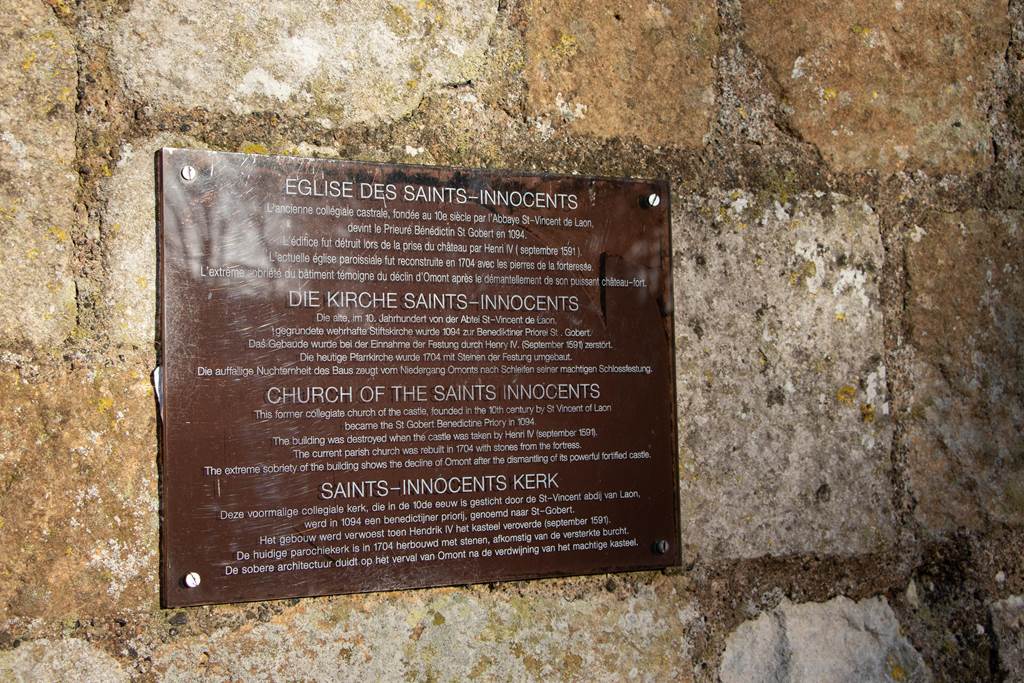 EGLISE DES SAINTS-INNOCENTS
L'ancienne collégiale castrale, fondée au 10e siècle par l'Abbaye St-Vincent de Laon,
devint le Prieuré Bénédictin St Gobert en 1094.
L'édifice fut détruit lors de la prise du château par Henri IV ( septembre 1591 ).
L'actuelle église paroissiale fut reconstruite en 1704 avec les pierres de la forteresse.
L'extrême sobriété du bâtiment témoigne du déclin d'Omont après le démantellement de son puissant château-fort.
DIE KIRCHE SAINTS-INNOCENTS
Die alte, im 10. Jahrhundert von der Abtei St-Vincent de Laon,
gegrundete wehrhafte Stiftskirche wurde 1094 zur Benediktiner Priorei St . Gobert.
Das Gebaude wurde bei der Einnahme der Festung durch Henry IV. (September 1591) zerstört.
Die heutige Pfarrkirche wurde 1704 mit Steinen der Festung umgebaut.
Die auffallige Nuchternheit des Baus zeugt vom Niedergang Omonts nach Schleifen seiner machtigen Schlossfestung.
CHURCH OF THE SAINTS INNOCENTS
This former collegiate church of the castle, founded in the 10th century by St Vincent of Laon
became the St Gobert Benedictine Priory in 1094.
The building was destroyed when the castle was taken by Henri IV (september 1591).
The current parish church was rebuilt in 1704 with stones from the fortress.
The extreme sobriety of the building shows the decline of Omont after the dismantling of its powerful fortified castle.
SAINTS-INNOCENTS KERK
Deze voormalige collegiale kerk, die in de 10de eeuw is gesticht door de St-Vincent abdij van Laon,
werd in 1094 een benedictijner priorij, genoemd naar St-Gobert.
Het gebouw werd verwoest toen Hendrik IV het kasteel veroverde (september 1591).
De huidige parochiekerk is in 1704 herbouwd met stenen, afkomstig van de versterkte burcht.
De sobere architectuur duidt op het verval van Omont na de verdwijning van het machtige kasteel.